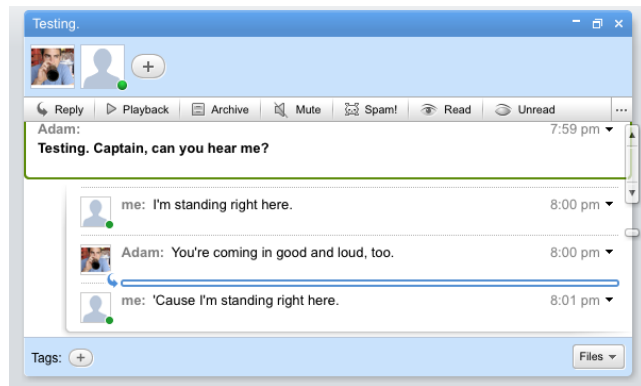 Testing.
Reply Playback Archive Mute Spam! Read Unread ...
Adam: 7:59 pm
Testing. Captain, can you hear me?
me: I'm standing right here. 8:00 pm
Adam: You're coming in good and loud, too. 8:00 pm
me: 'Cause I'm standing right here. 8:01 pm
Tags: Files